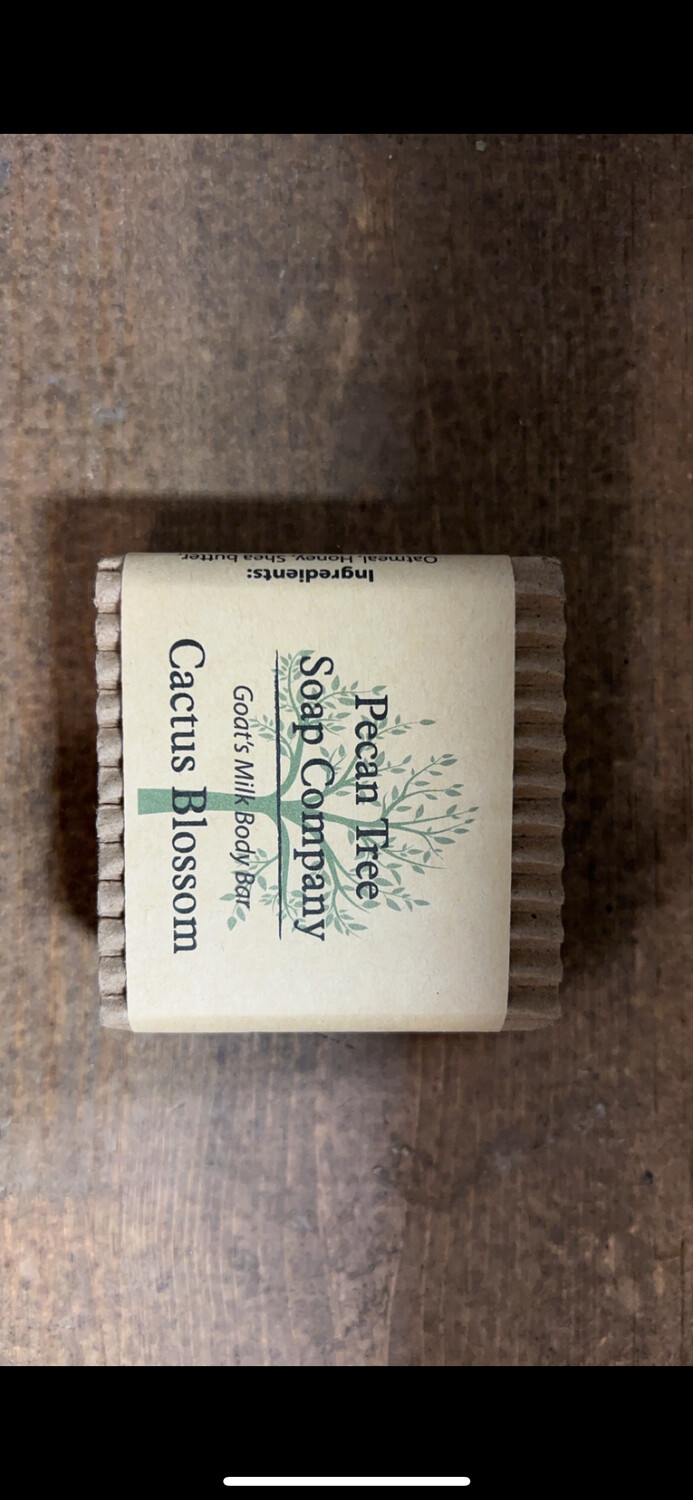 Pecan Tree
Soap Company
Goat's Milk Body Bar
Cactus Blossom
Ingredients:
Oatmeal, Honey, Shea butter,